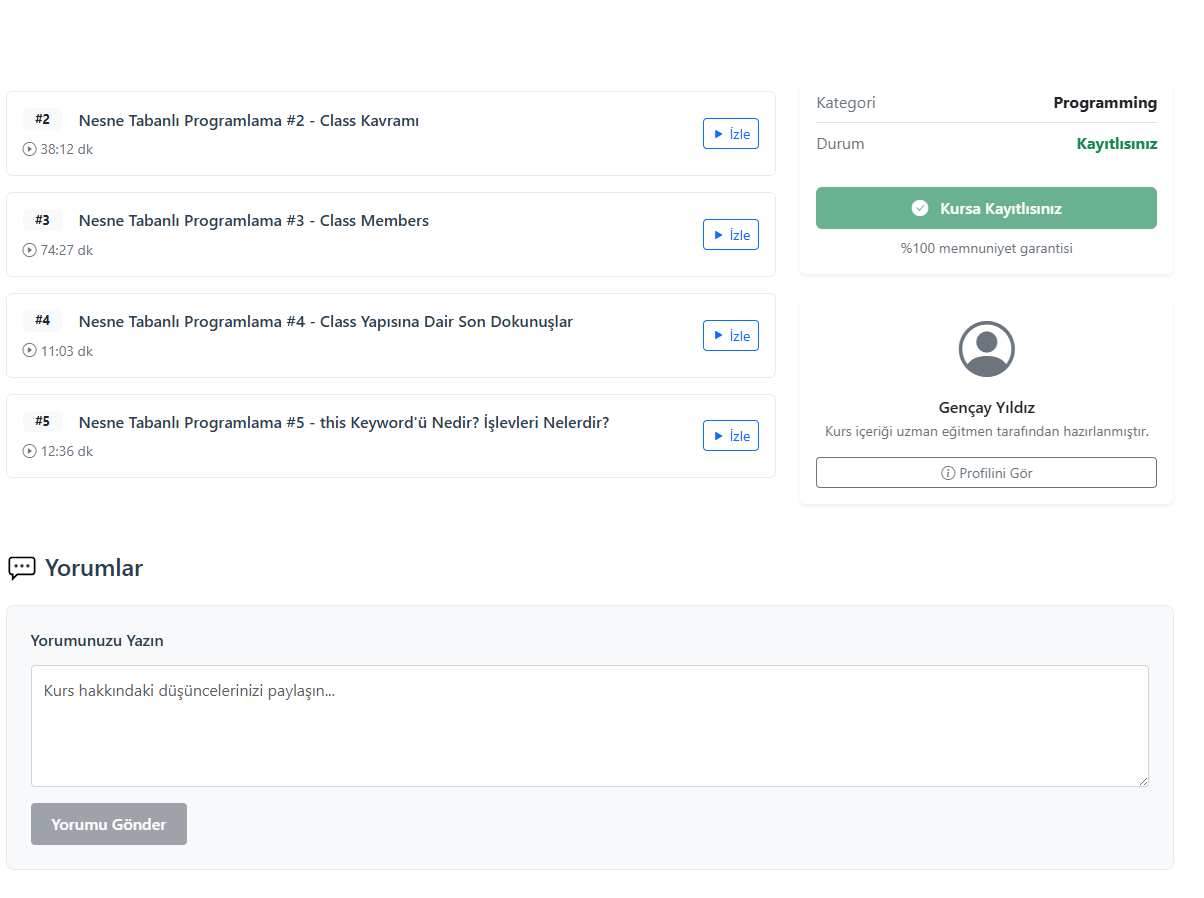 #2 Nesne Tabanlı Programlama #2 - Class Kavramı
38:12 dk
İzle
#3 Nesne Tabanlı Programlama #3 - Class Members
74:27 dk
İzle
#4 Nesne Tabanlı Programlama #4 - Class Yapısına Dair Son Dokunuşlar
11:03 dk
İzle
#5 Nesne Tabanlı Programlama #5 - this Keyword'ü Nedir? İşlevleri Nelerdir?
12:36 dk
İzle
Kategori Programming
Durum Kayıtlısınız
Kursa Kayıtlısınız
%100 memnuniyet garantisi
Gençay Yıldız
Kurs içeriği uzman eğitmen tarafından hazırlanmıştır.
Profilini Gör
Yorumlar
Yorumunuzu Yazın
Kurs hakkındaki düşüncelerinizi paylaşın...
Yorumu Gönder